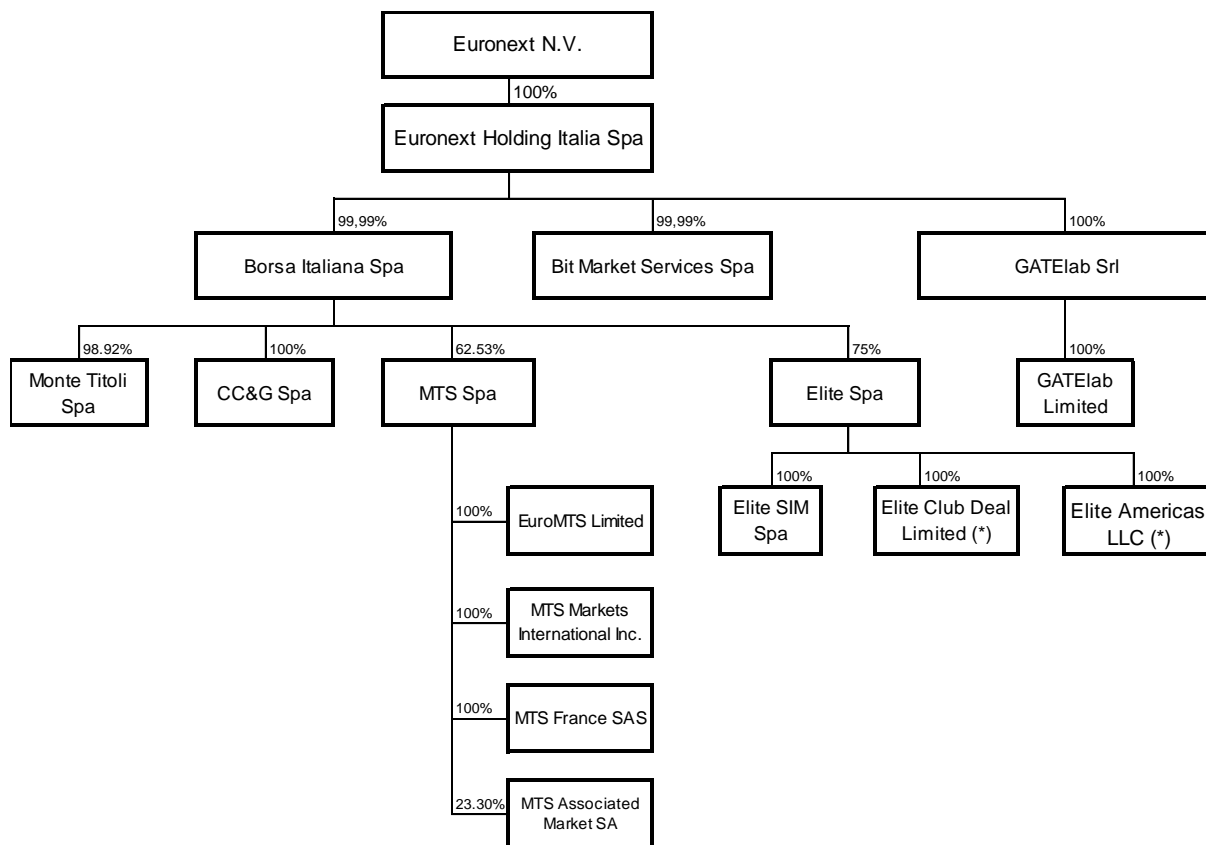 Euronext N.V.
100%
Euronext Holding Italia Spa
99,99%
99,99%
100%
Borsa Italiana Spa
Bit Market Services Spa
GATElab Srl
98.92%
100%
62.53%
75%
100%
Monte Titoli
Spa
CC&G Spa
MTS Spa
Elite Spa
GATElab
Limited
100%
100%
100%
Elite SIM
Spa
Elite Club Deal
Limited (*)
Elite Americas
LLC (*)
100%
EuroMTS Limited
100%
MTS Markets
International Inc.
100%
MTS France SAS
23.30%
MTS Associated
Market SA